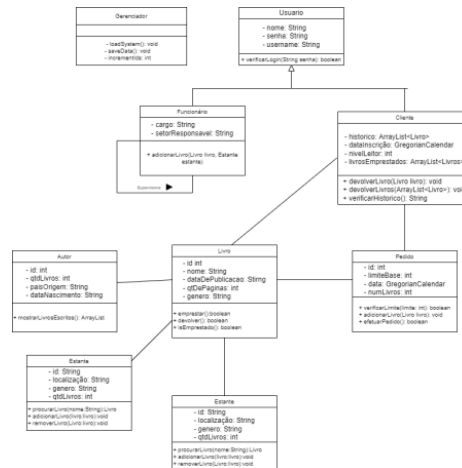 Gerenciador
- loadSystem(): void
- saveData(): void
- incrementId: int
Usuario
- nome: String
- senha: String
- username: String
+ verificarLogin(String senha): boolean
Funcionário
- cargo: String
- setorResponsavel: String
+ adicionarLivro(Livro livro, Estante
estante)
Supervisiona
Cliente
- historico: ArrayList<Livro>
- dataInscrição: GregorianCalendar
- nivelLeitor: int
- livrosEmprestados: ArrayList<Livros>
+ devolverLivro(Livro livro): void
+ devolverLivros(ArrayList<Livro>): void
+ verificarHistorico(): String
Autor
- id: int
- qtdLivros: int
- paisOrigem: String
- dataNascimento: String
+mostrarLivrosEscritos(): ArrayList
Livro
- id int
- nome: String
- dataDePublicacao: Stirng
- qtDePaginas: int
- genero: String
+ emprestar():boolean
+ devolver(): boolean
+ isEmprestado(): boolean
Pedido
- id: int
- limiteBase: int
- data: GregorianCalendar
- numLivros: int
+ verificarLimite(limite: int): boolean
+ adicionarLivro(Livro livro): void
+ efetuarPedido(): boolean
Estante
- id: String
- localização: String
- genero: String
- qtdLivros: int
+ procurarLivro(nome:String):Livro
+ adicionarLivro(livro:livro):void
+ removerLivro(Livro:livro):void
Estante
- id: String
- localização: String
- genero: String
- qtdLivros: int
+ procurarLivro(nome:String):Livro
+ adicionarLivro(livro:livro):void
+ removerLivro(Livro:livro):void